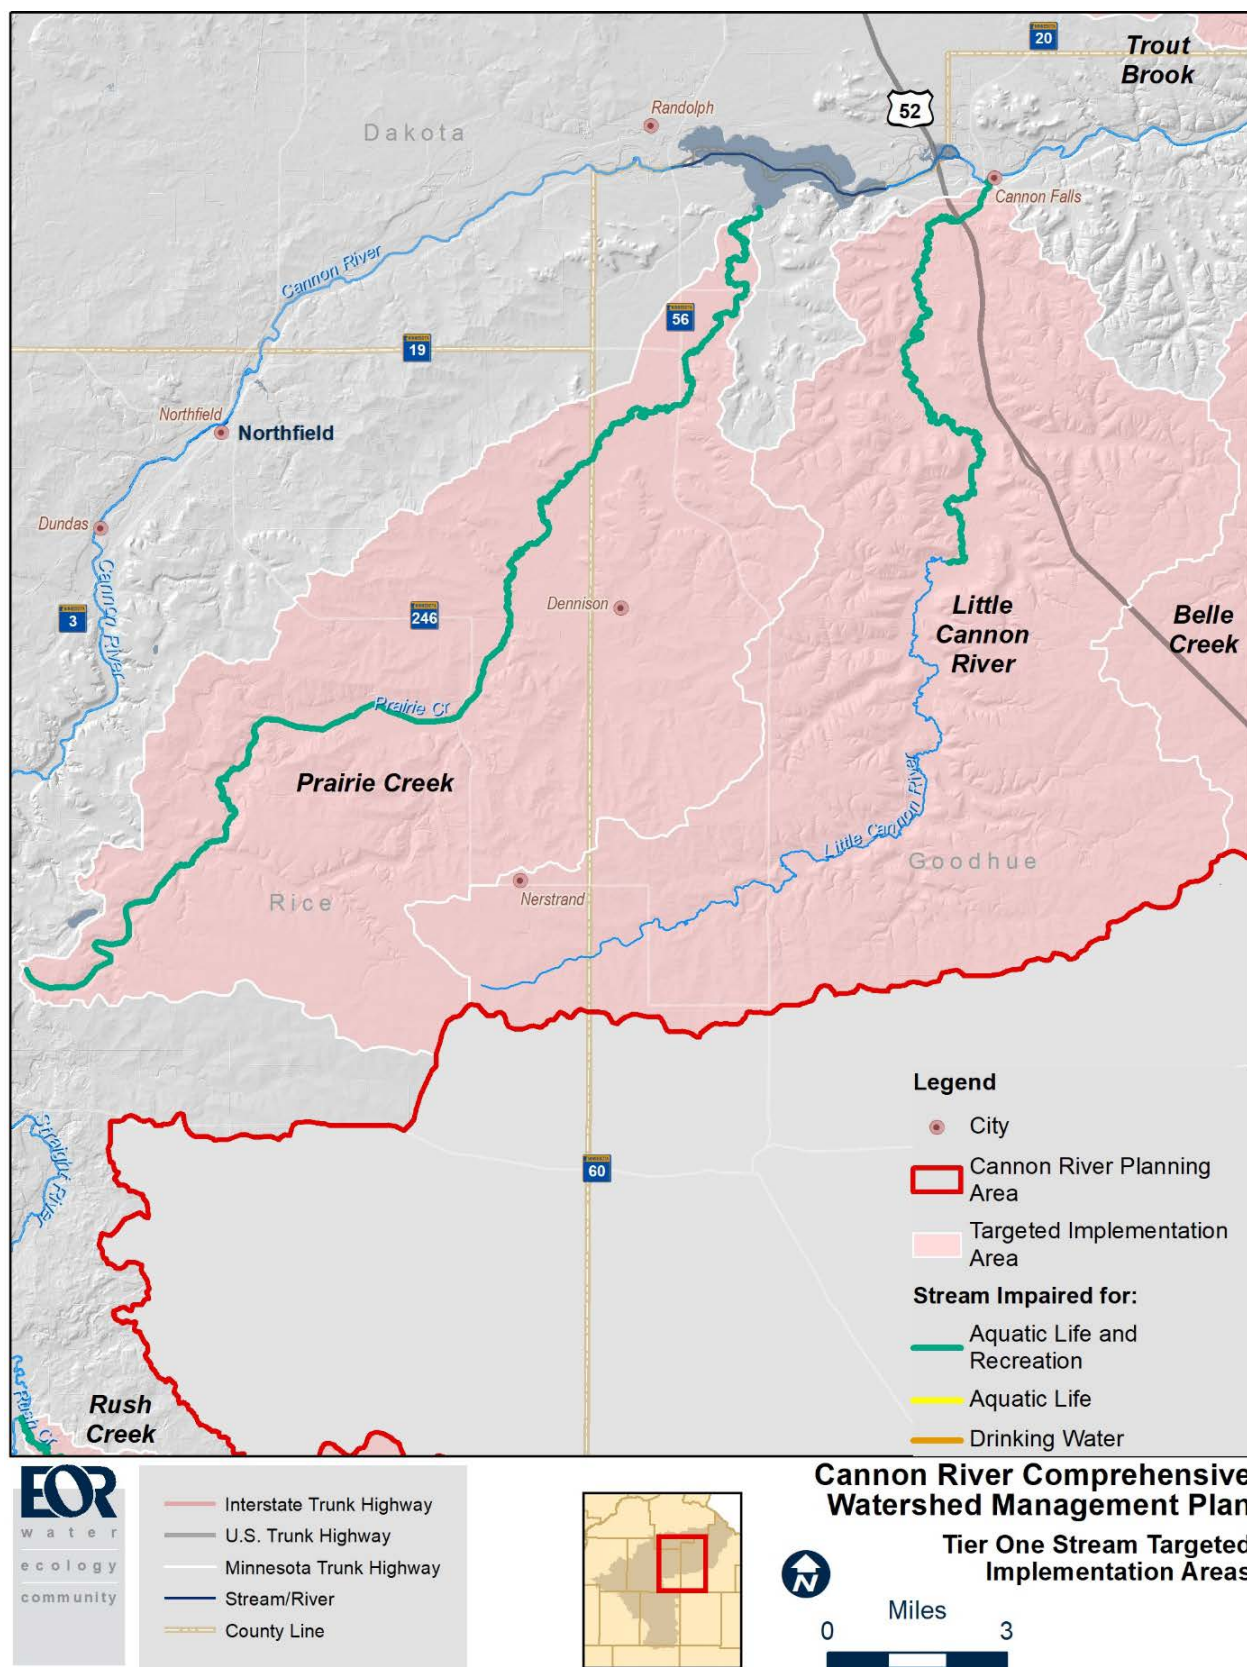 20
Trout
Brook
52
Randolph
Dakota
Cannon Falls
Cannon River
56
19
Northfield
Northfield
Dundas
Cannon River
3
246
Dennison
Little
Cannon
River
Belle
Creek
Prairie Cr
Prairie Creek
Little Cannon River
Goodhue
Nerstrand
Rice
Straight River
60
Rush Cr
Rush
Creek
Legend
City
Cannon River Planning
Area
Targeted Implementation
Area
Stream Impaired for:
Aquatic Life and
Recreation
Aquatic Life
Drinking Water
EOR
water
ecology
community
Interstate Trunk Highway
U.S. Trunk Highway
Minnesota Trunk Highway
Stream/River
County Line
Cannon River Comprehensive
Watershed Management Plan
Tier One Stream Targeted
Implementation Areas
N
Miles
0 3